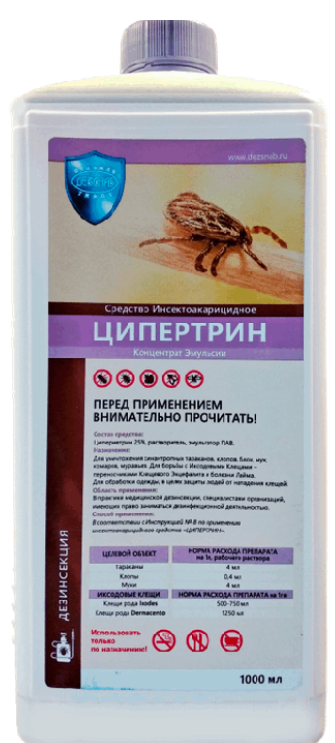 www.dezsnab.ru
ДЕЗСНАБ
ТРЕЙД
Средство Инсектоакарицидное
ЦИПЕРТРИН
Концентрат Эмульсии
ПЕРЕД ПРИМЕНЕНИЕМ
ВНИМАТЕЛЬНО ПРОЧИТАТЬ!
Состав средства:
Циперметрин 25%, растворитель, эмульгатор ПАВ.
Назначение:
Для уничтожения синантропных тараканов, клопов, блох, мух,
комаров, муравьев. Для борьбы с Иксодовыми Клещами -
переносчиками Клещевого Энцефалита и болезни Лайма.
Для обработки одежды, в целях защиты людей от нападения клещей.
Область применения:
В практике медицинской дезинсекции, специалистами организаций,
имеющих право заниматься дезинфекционной деятельностью.
Способ применения:
В соответствии с Инструкцией № 8 по применению
инсектоакарицидного средства «ЦИПЕРТРИН».
ЦЕЛЕВОЙ ОБЪЕКТ
НОРМА РАСХОДА ПРЕПАРАТА
на 1л. рабочего раствора
тараканы 4 мл
Клопы 0,4 мл
Мухи 4 мл
ИКСОДОВЫЕ КЛЕЩИ НОРМА РАСХОДА ПРЕПАРАТА на 1га
Клещи рода Ixodes 500-750 мл
Клещи рода Dermacento 1250 мл
Использовать
только
по назначению!
ДЕЗИНСЕКЦИЯ
1000 мл